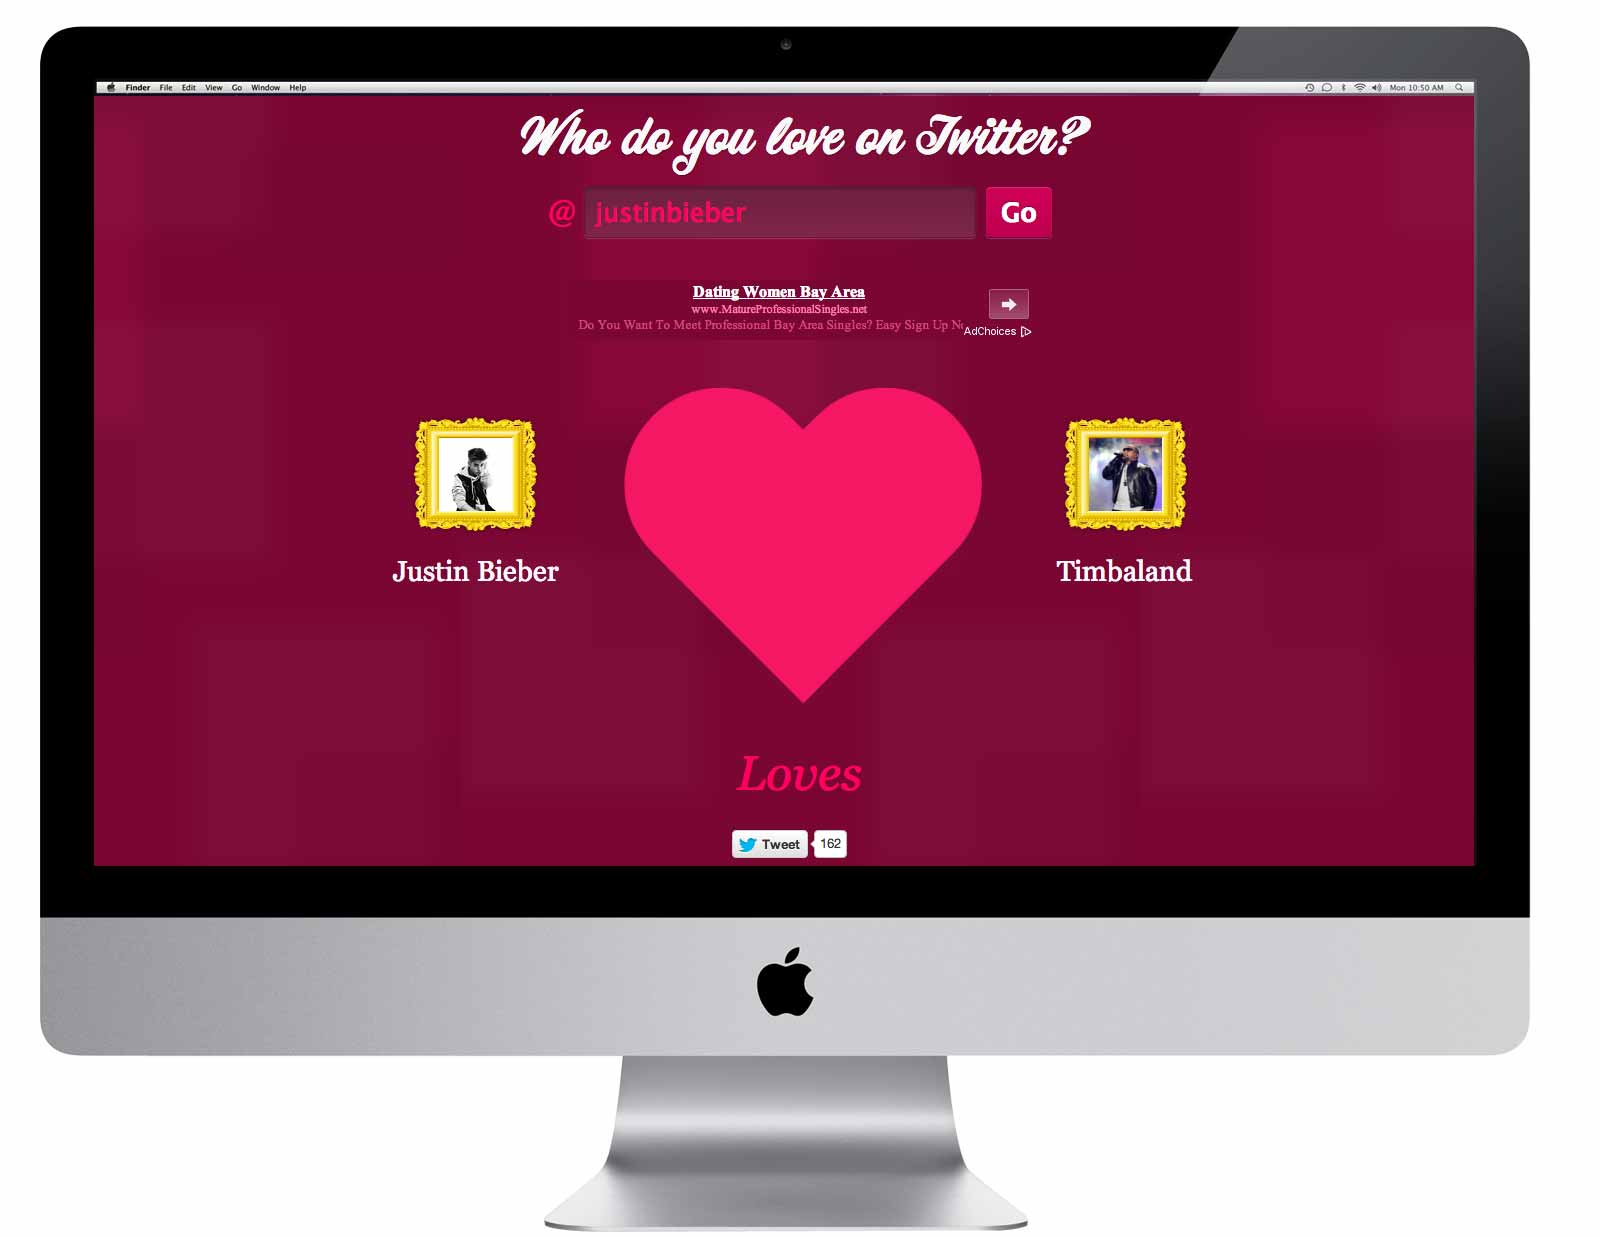 Finder File Edit View Go Window Help
Mon 10:50 AM
Who do you love on Twitter?
@ justinbieber Go
Dating Women Bay Area
www.MatureProfessionalSingles.net
Do You Want To Meet Professional Bay Area Singles? Easy Sign Up
AdChoices
Justin Bieber
Timbaland
Loves
Tweet 162